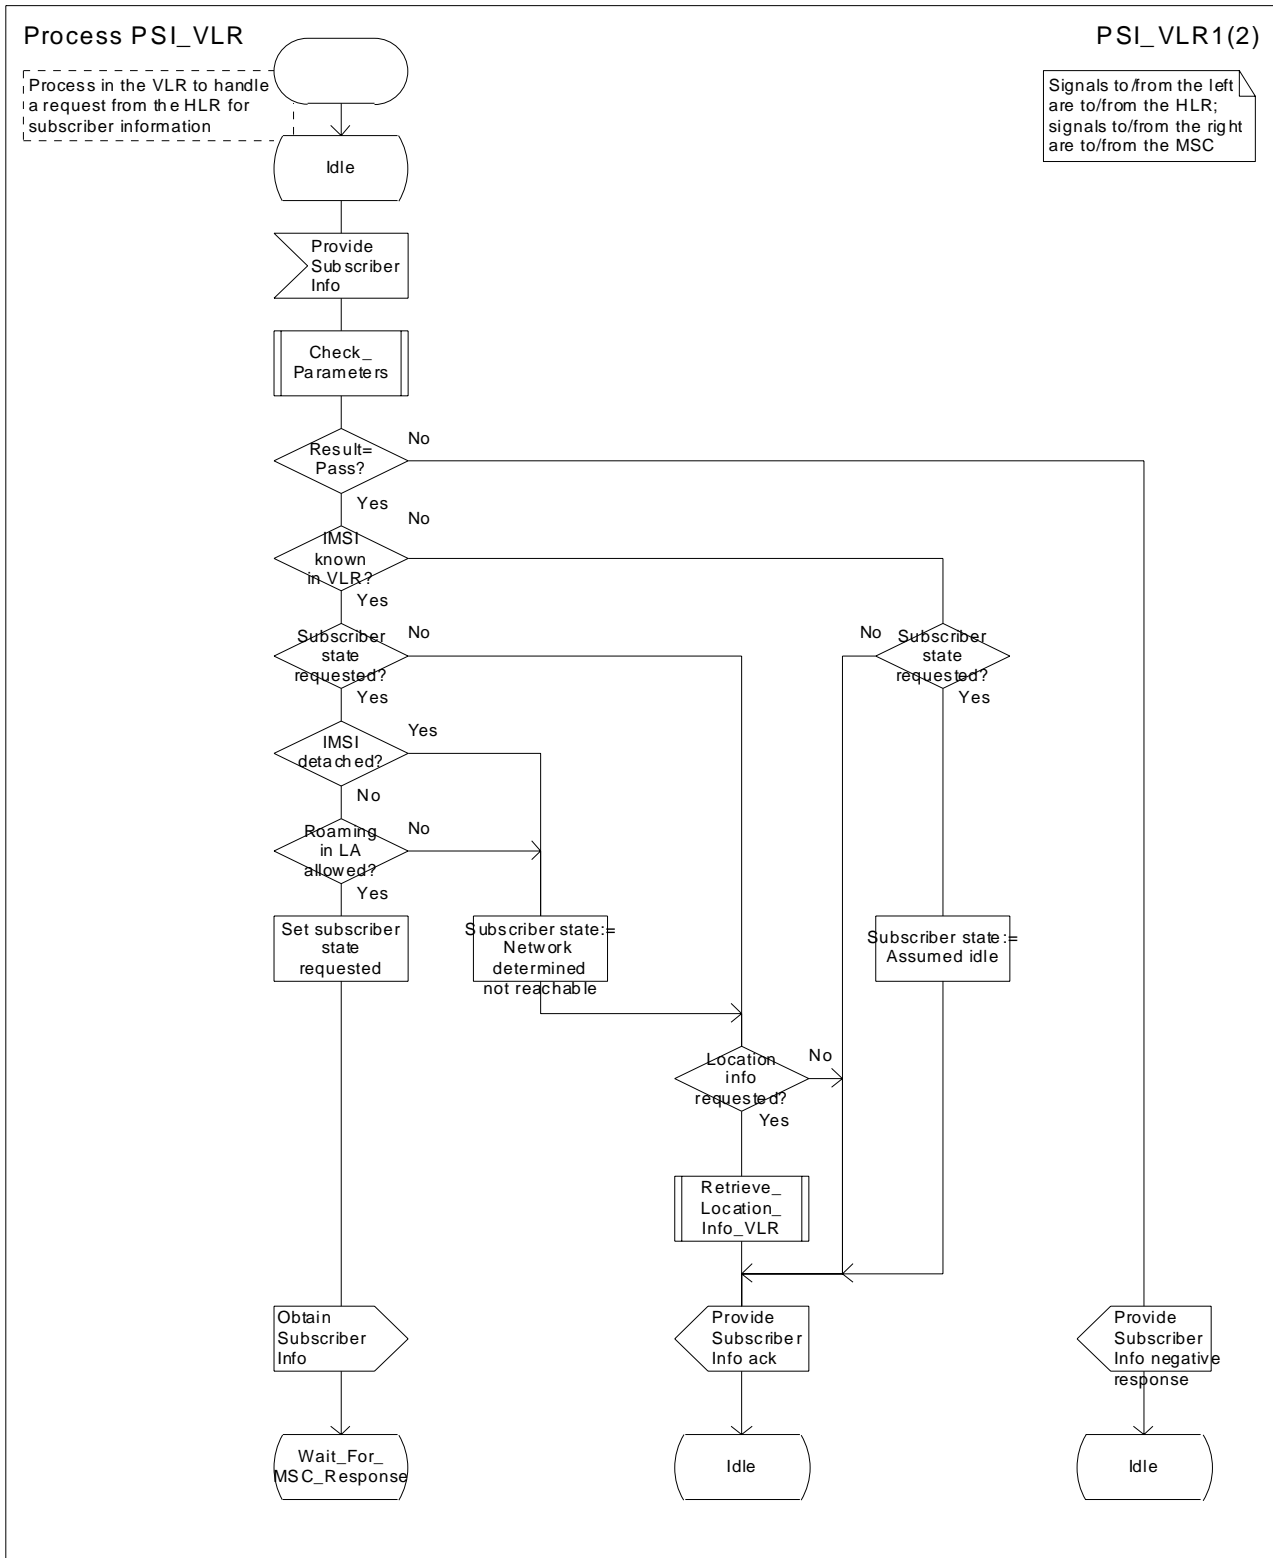 Process PSI_VLR
PSI_VLR1(2)
Process in the VLR to handle
a request from the HLR for
subscriber information
Signals to/from the left
are to/from the HLR;
signals to/from the right
are to/from the MSC
Idle
Provide
Subscriber
Info
Check_
Parameters
Result=
Pass?
No
Yes
IMSI
known
in VLR?
No
Yes
Subscriber
state
requested?
No
Yes
No
Subscriber
state
requested?
Yes
IMSI
detached?
Yes
No
Roaming
in LA
allowed?
No
Yes
Set subscriber
state
requested
Subscriber state:=
Network
determined
not reachable
Subscriber state:=
Assumed idle
Location
info
requested?
No
Yes
Retrieve_
Location_
Info_VLR
Obtain
Subscriber
Info
Provide
Subscriber
Info ack
Provide
Subscriber
Info negative
response
Wait_For_
MSC_Response
Idle
Idle